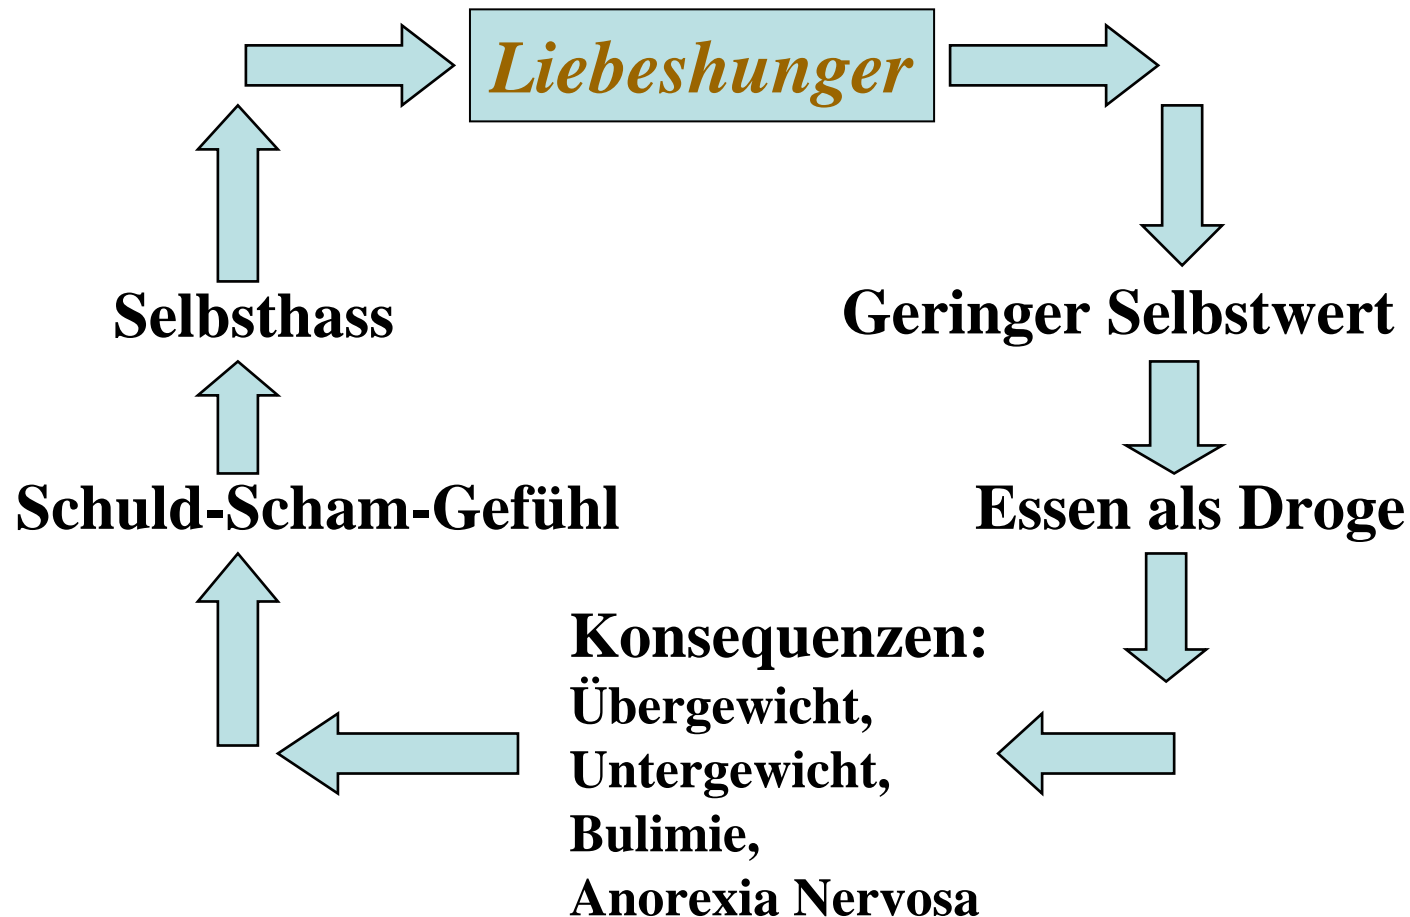 Liebeshunger
Selbsthass
Geringer Selbstwert
Schuld-Scham-Gefühl
Essen als Droge
Konsequenzen:
Übergewicht,
Untergewicht,
Bulimie,
Anorexia Nervosa